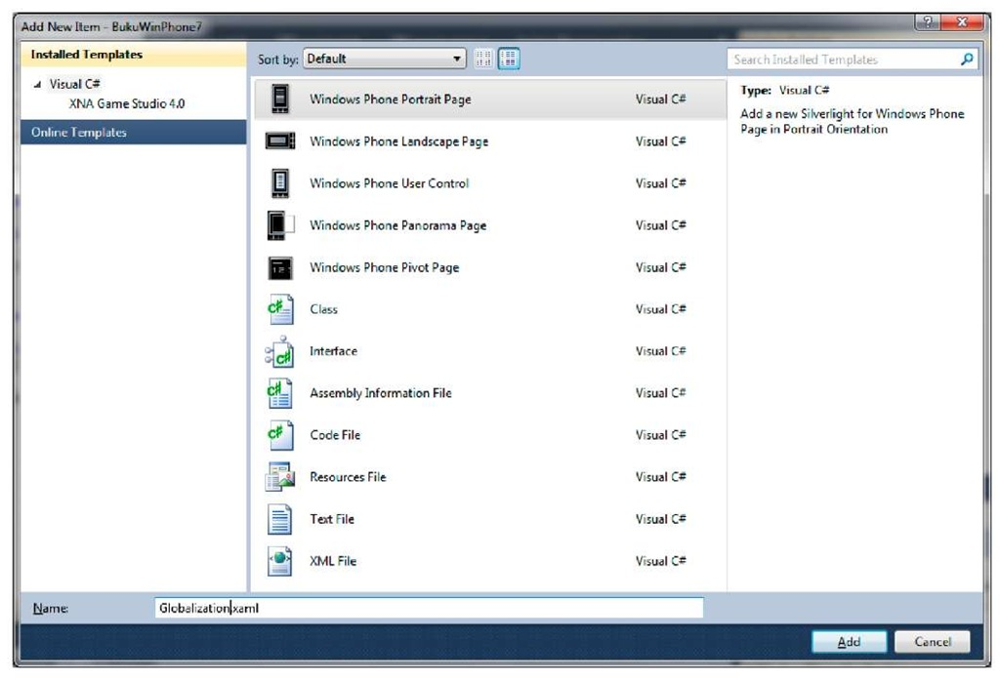 Add New Item - BukuWinPhone7
Installed Templates
Visual C#
XNA Game Studio 4.0
Online Templates
Sort by: Default
Search Installed Templates
Windows Phone Portrait Page Visual C#
Windows Phone Landscape Page Visual C#
Windows Phone User Control Visual C#
Windows Phone Panorama Page Visual C#
Windows Phone Pivot Page Visual C#
Class Visual C#
Interface Visual C#
Assembly Information File Visual C#
Code File Visual C#
Resources File Visual C#
Text File Visual C#
XML File Visual C#
Type: Visual C#
Add a new Silverlight for Windows Phone
Page in Portrait Orientation
Name: Globalization.xaml
Add Cancel